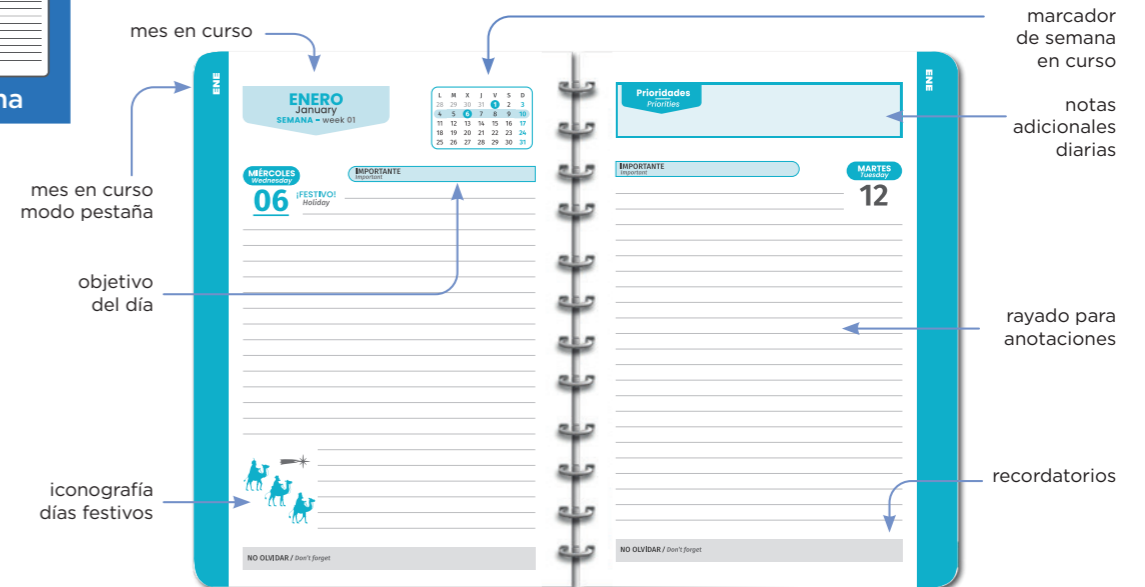 na
mes en curso
mes en curso
modo pestaña
objetivo
del día
iconografía
días festivos
ENE
ENERO
January
SEMANA - week 01
L M X J V S D
28 29 30 31 1 2 3
4 5 6 7 8 9 10
11 12 13 14 15 16 17
18 19 20 21 22 23 24
25 26 27 28 29 30 31
MIÉRCOLES
Wednesday
06
¡FESTIVO!
Holiday
IMPORTANTE
Important
NO OLVIDAR / Don't forget
Prioridades
Priorities
IMPORTANTE
Important
MARTES
Tuesday
12
NO OLVIDAR / Don't forget
ENE
marcador
de semana
en curso
notas
adicionales
diarias
rayado para
anotaciones
recordatorios